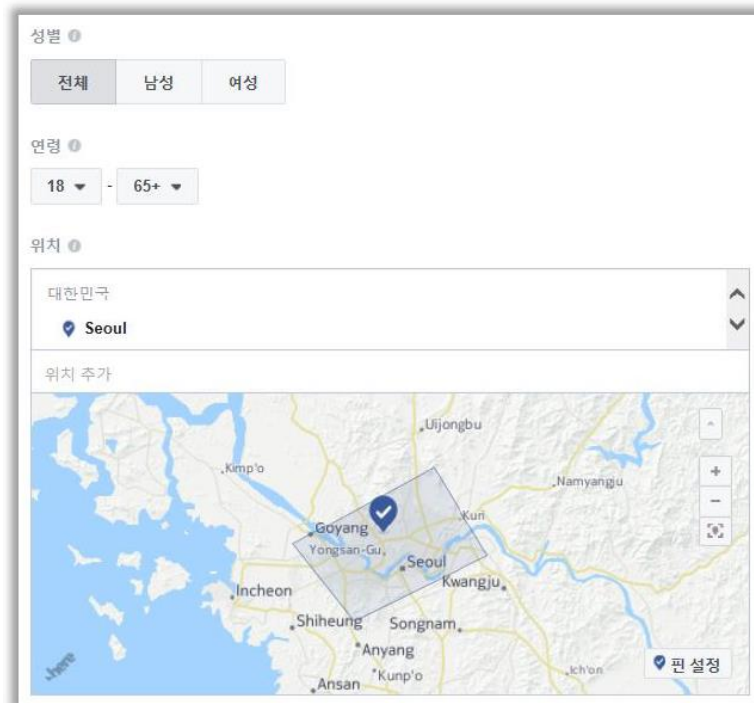 성별
전체 남성 여성
연령
18 - 65+
위치
대한민국
Seoul
위치 추가
Uijongbu
Kimp'o
Namyangju
Kuri
Goyang
Yongsan-Gu
Seoul
Kwangju
Incheon
Shiheung
Songnam
Anyang
Kunp'o
Ich'on
Ansan
here
핀 설정